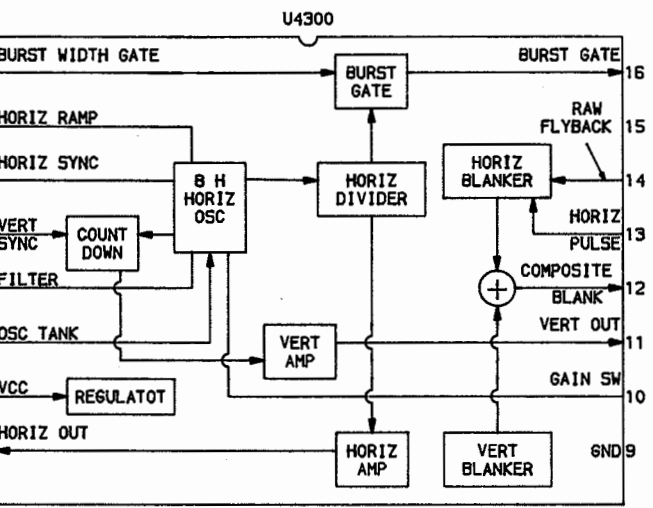 U4300
BURST WIDTH GATE
BURST GATE
16
BURST
GATE
HORIZ RAMP
RAW
FLYBACK
15
HORIZ SYNC
8 H
HORIZ
OSC
HORIZ
DIVIDER
HORIZ
BLANKER
14
VERT
SYNC
COUNT
DOWN
HORIZ
PULSE
13
FILTER
COMPOSITE
BLANK
12
+
OSC TANK
VERT
AMP
VERT OUT
11
VCC
REGULATOT
GAIN SW
10
HORIZ OUT
HORIZ
AMP
VERT
BLANKER
GND 9